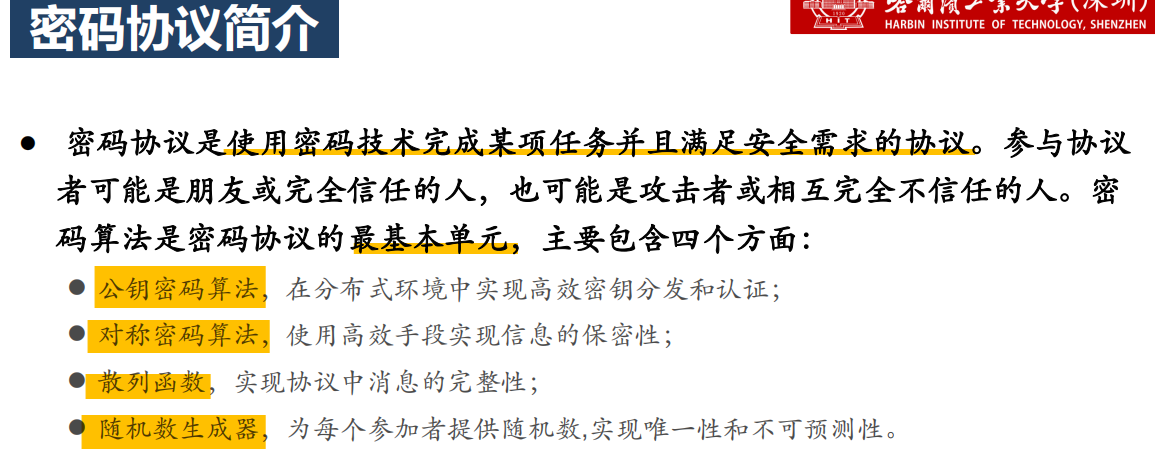 密码协议简介
哈尔滨工业大学(深圳)
HARBIN INSTITUTE OF TECHNOLOGY, SHENZHEN
HIT
● 密码协议是使用密码技术完成某项任务并且满足安全需求的协议。参与协议
者可能是朋友或完全信任的人，也可能是攻击者或相互完全不信任的人。密
码算法是密码协议的最基本单元，主要包含四个方面：
● 公钥密码算法，在分布式环境中实现高效密钥分发和认证；
● 对称密码算法，使用高效手段实现信息的保密性；
● 散列函数，实现协议中消息的完整性；
● 随机数生成器，为每个参加者提供随机数,实现唯一性和不可预测性。